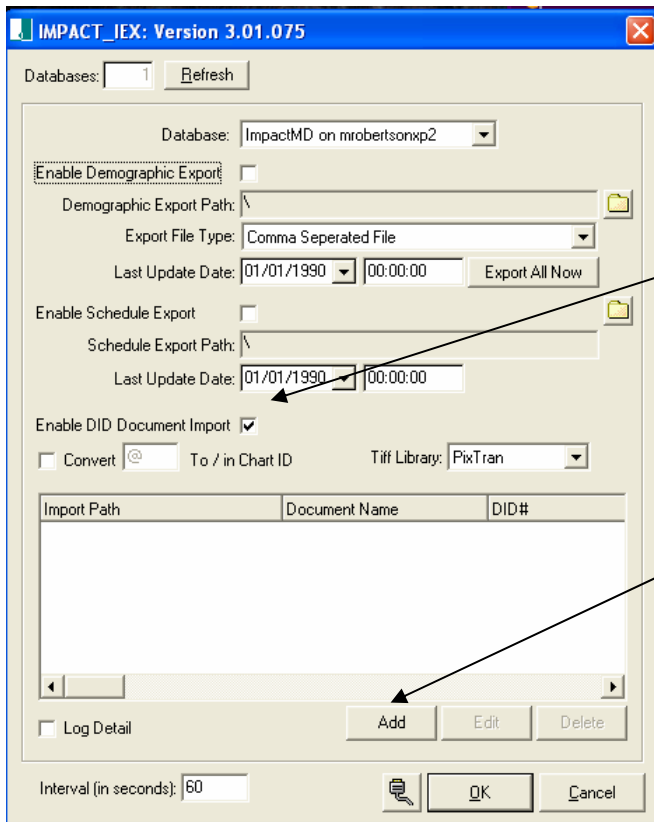 IMPACT_IEX: Version 3.01.075
Databases: 1 Refresh
Database: ImpactMD on mrobertsonxp2
Enable Demographic Export
Demographic Export Path: \
Export File Type: Comma Seperated File
Last Update Date: 01/01/1990 00:00:00 Export All Now
Enable Schedule Export
Schedule Export Path: \
Last Update Date: 01/01/1990 00:00:00
Enable DID Document Import
Convert @ To / in Chart ID Tiff Library: PixTran
Import Path Document Name DID#
Log Detail Add Edit Delete
Interval (in seconds): 60 OK Cancel